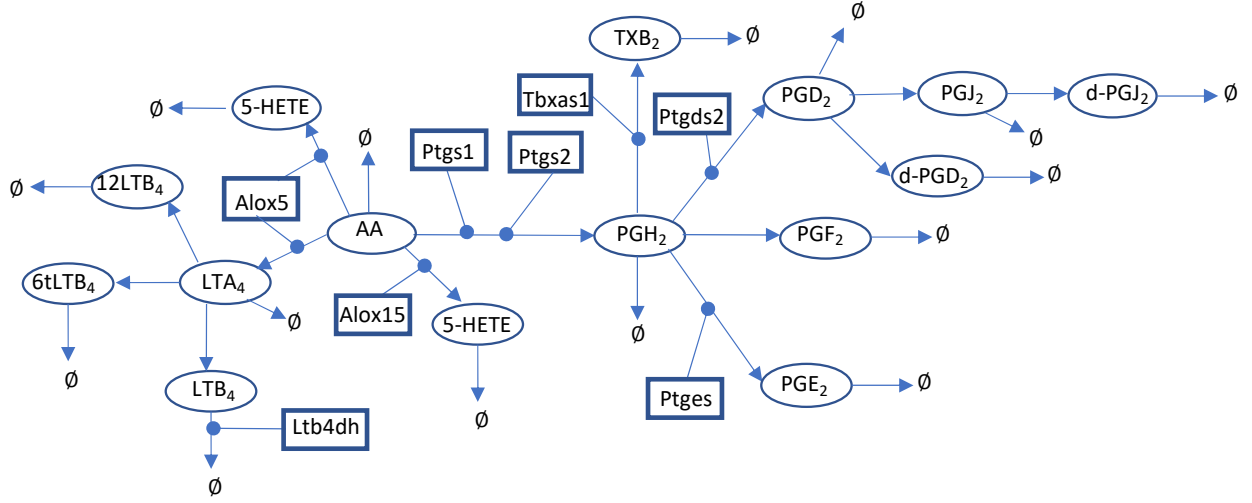 Ø
TXB₂
Ø
5-HETE
Ø
Tbxas1
PGD₂
PGJ₂
d-PGJ₂
Ø
Ptgds2
Ø
Ptgs1
Ptgs2
Ø
12LTB₄
Ø
Alox5
d-PGD₂
Ø
AA
PGH₂
PGF₂
Ø
6tLTB₄
LTA₄
Ø
Alox15
5-HETE
Ø
Ø
LTB₄
Ptges
PGE₂
Ø
Ø
Ltb4dh
Ø